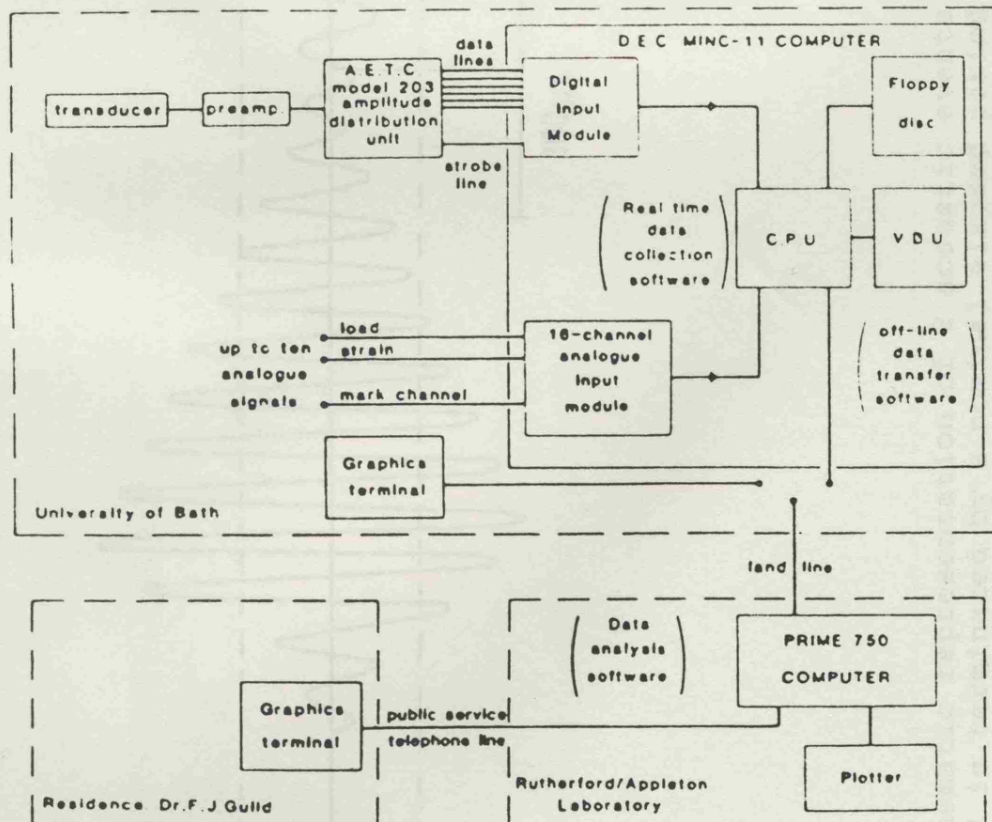 DEC MINC-11 COMPUTER
data
lines
A.E.T.C.
model 203
amplitude
distribution
unit
transducer
preamp.
strobe
line
Digital
Input
Module
Floppy
disc
(Real time
data
collection
software)
C.P.U
V.D.U
up to ten
analogue
signals
load
strain
mark channel
16-channel
analogue
input
module
(off-line
data
transfer
software)
Graphics
terminal
University of Bath
land line
(Data
analysis
software)
PRIME 750
COMPUTER
Graphics
terminal
public service
telephone line
Plotter
Residence Dr.F.J Guild
Rutherford/Appleton
Laboratory